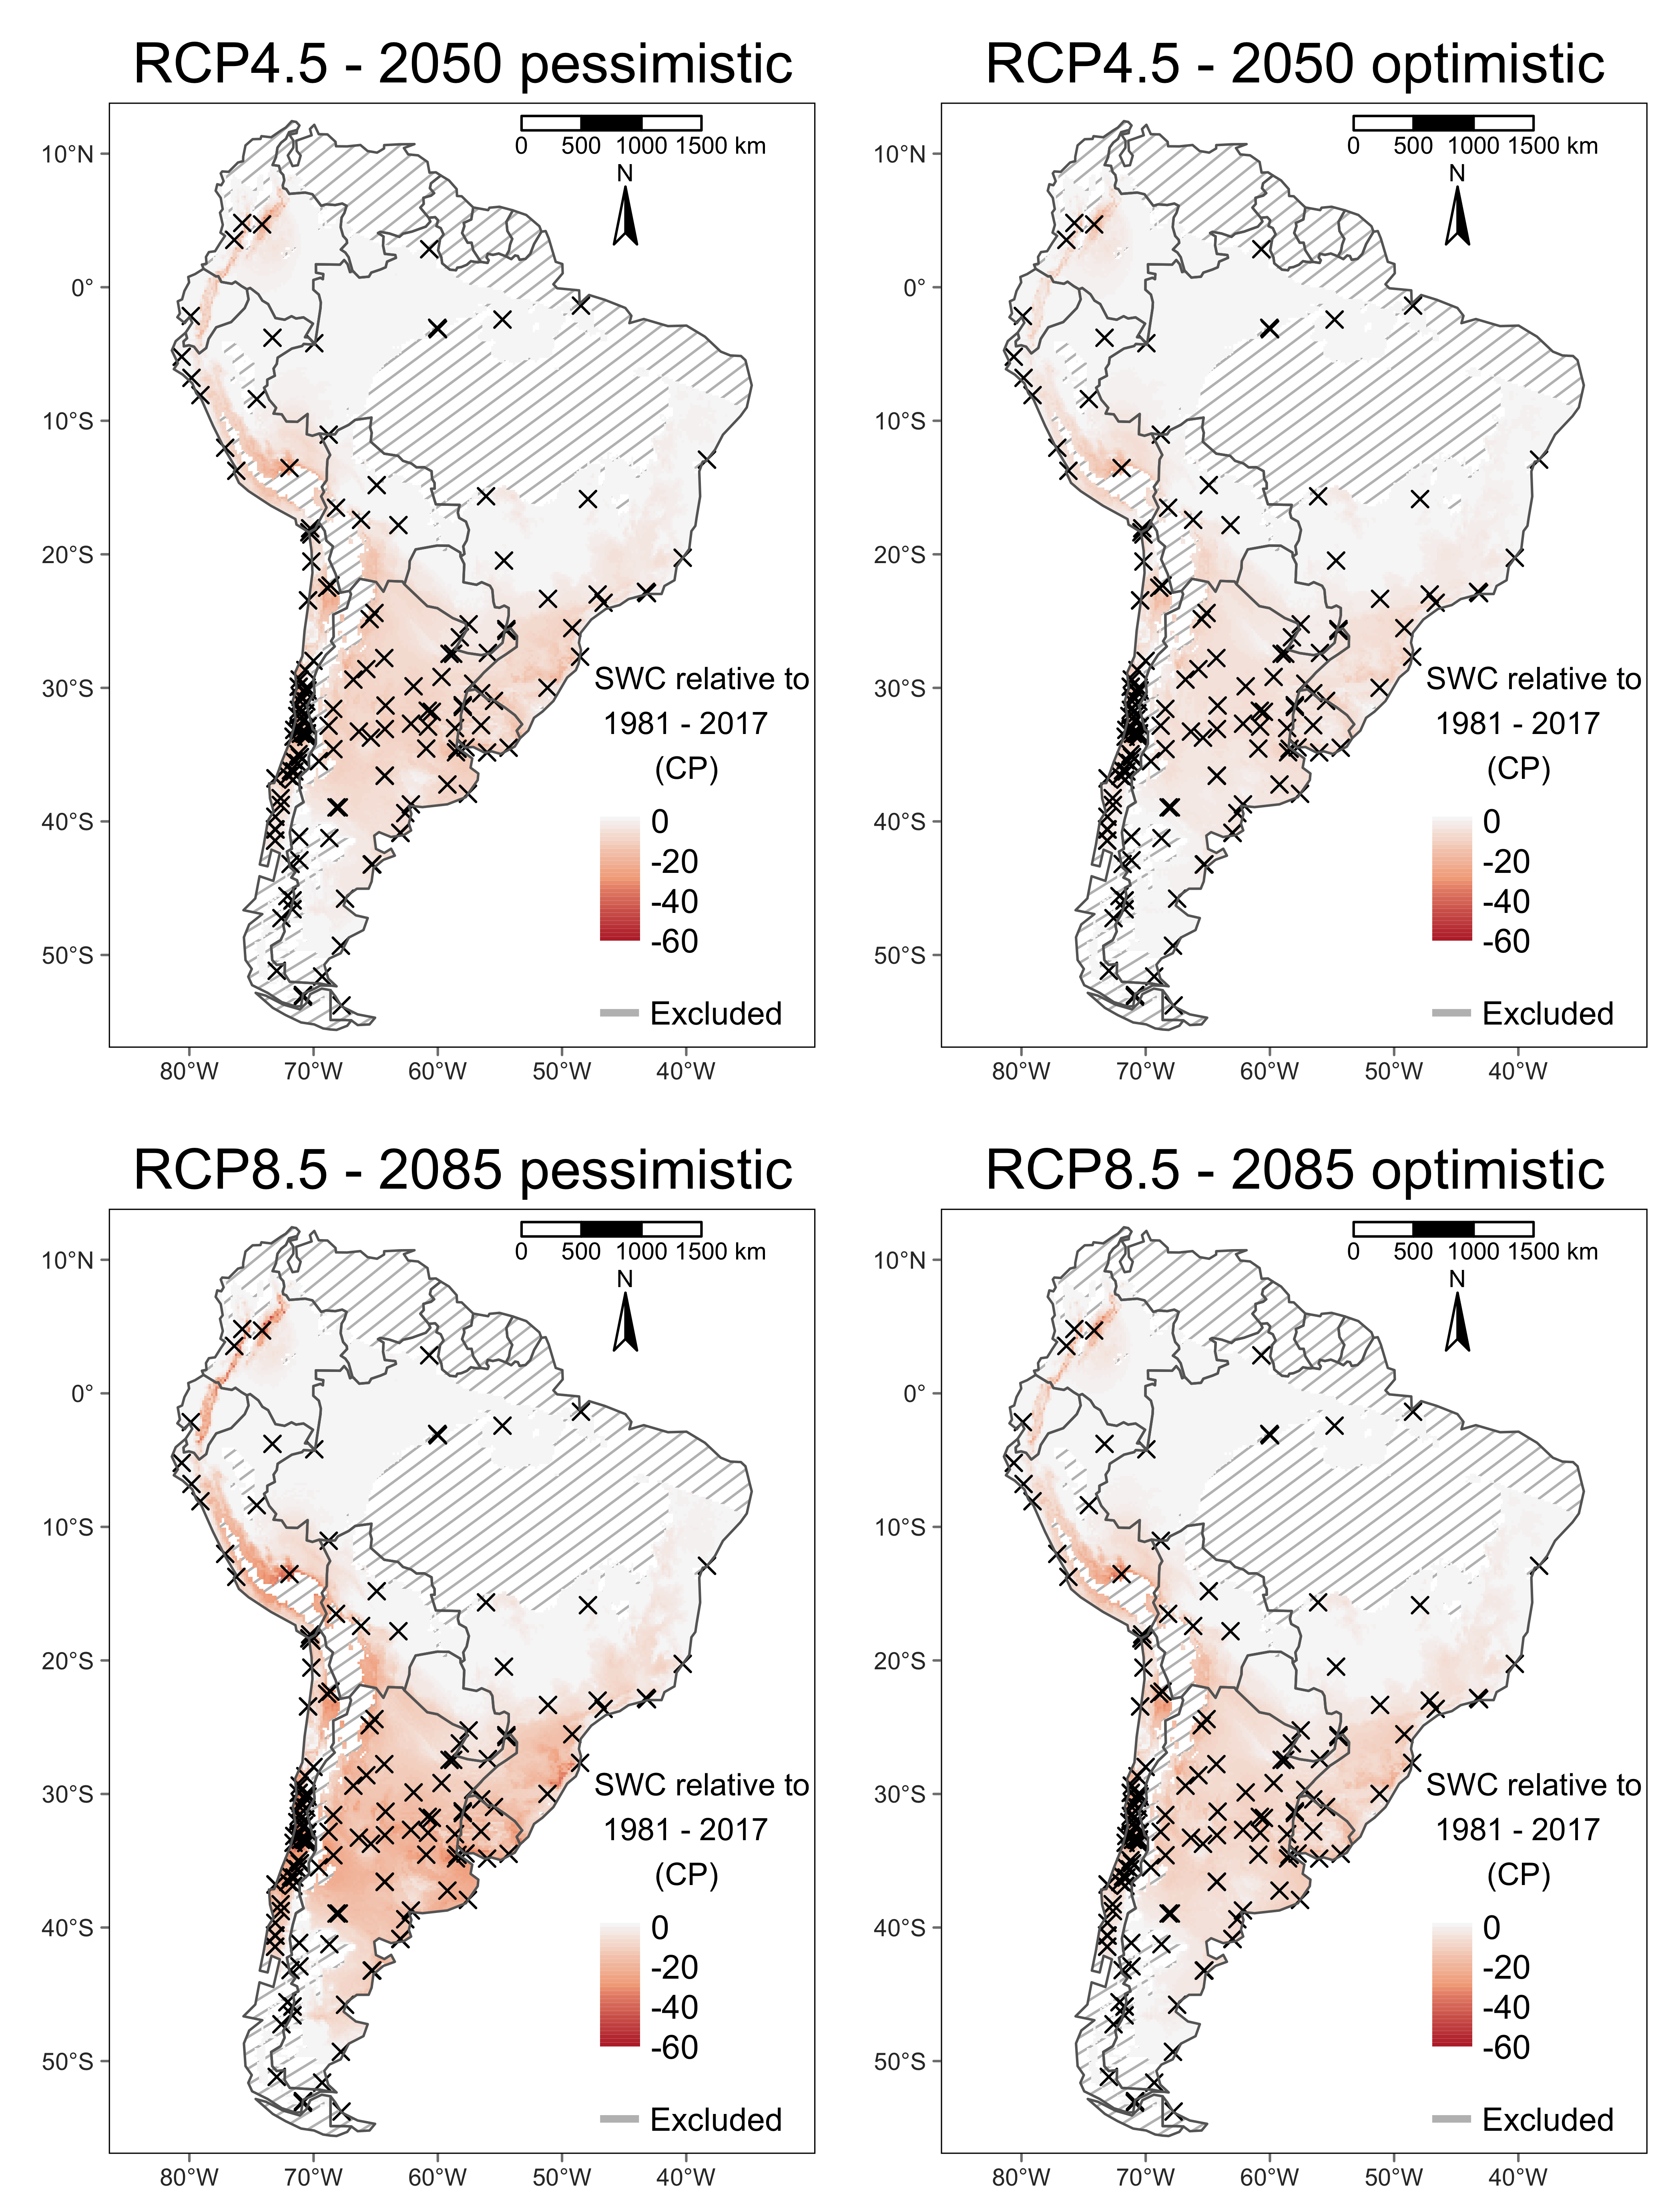 RCP4.5 - 2050 pessimistic
0 500 1000 1500 km
N
10°N
0°
10°S
20°S
30°S
40°S
50°S
SWC relative to
1981 - 2017
(CP)
0
-20
-40
-60
Excluded
80°W 70°W 60°W 50°W 40°W
RCP4.5 - 2050 optimistic
0 500 1000 1500 km
N
10°N
0°
10°S
20°S
30°S
40°S
50°S
SWC relative to
1981 - 2017
(CP)
0
-20
-40
-60
Excluded
80°W 70°W 60°W 50°W 40°W
RCP8.5 - 2085 pessimistic
0 500 1000 1500 km
N
10°N
0°
10°S
20°S
30°S
40°S
50°S
SWC relative to
1981 - 2017
(CP)
0
-20
-40
-60
Excluded
80°W 70°W 60°W 50°W 40°W
RCP8.5 - 2085 optimistic
0 500 1000 1500 km
N
10°N
0°
10°S
20°S
30°S
40°S
50°S
SWC relative to
1981 - 2017
(CP)
0
-20
-40
-60
Excluded
80°W 70°W 60°W 50°W 40°W